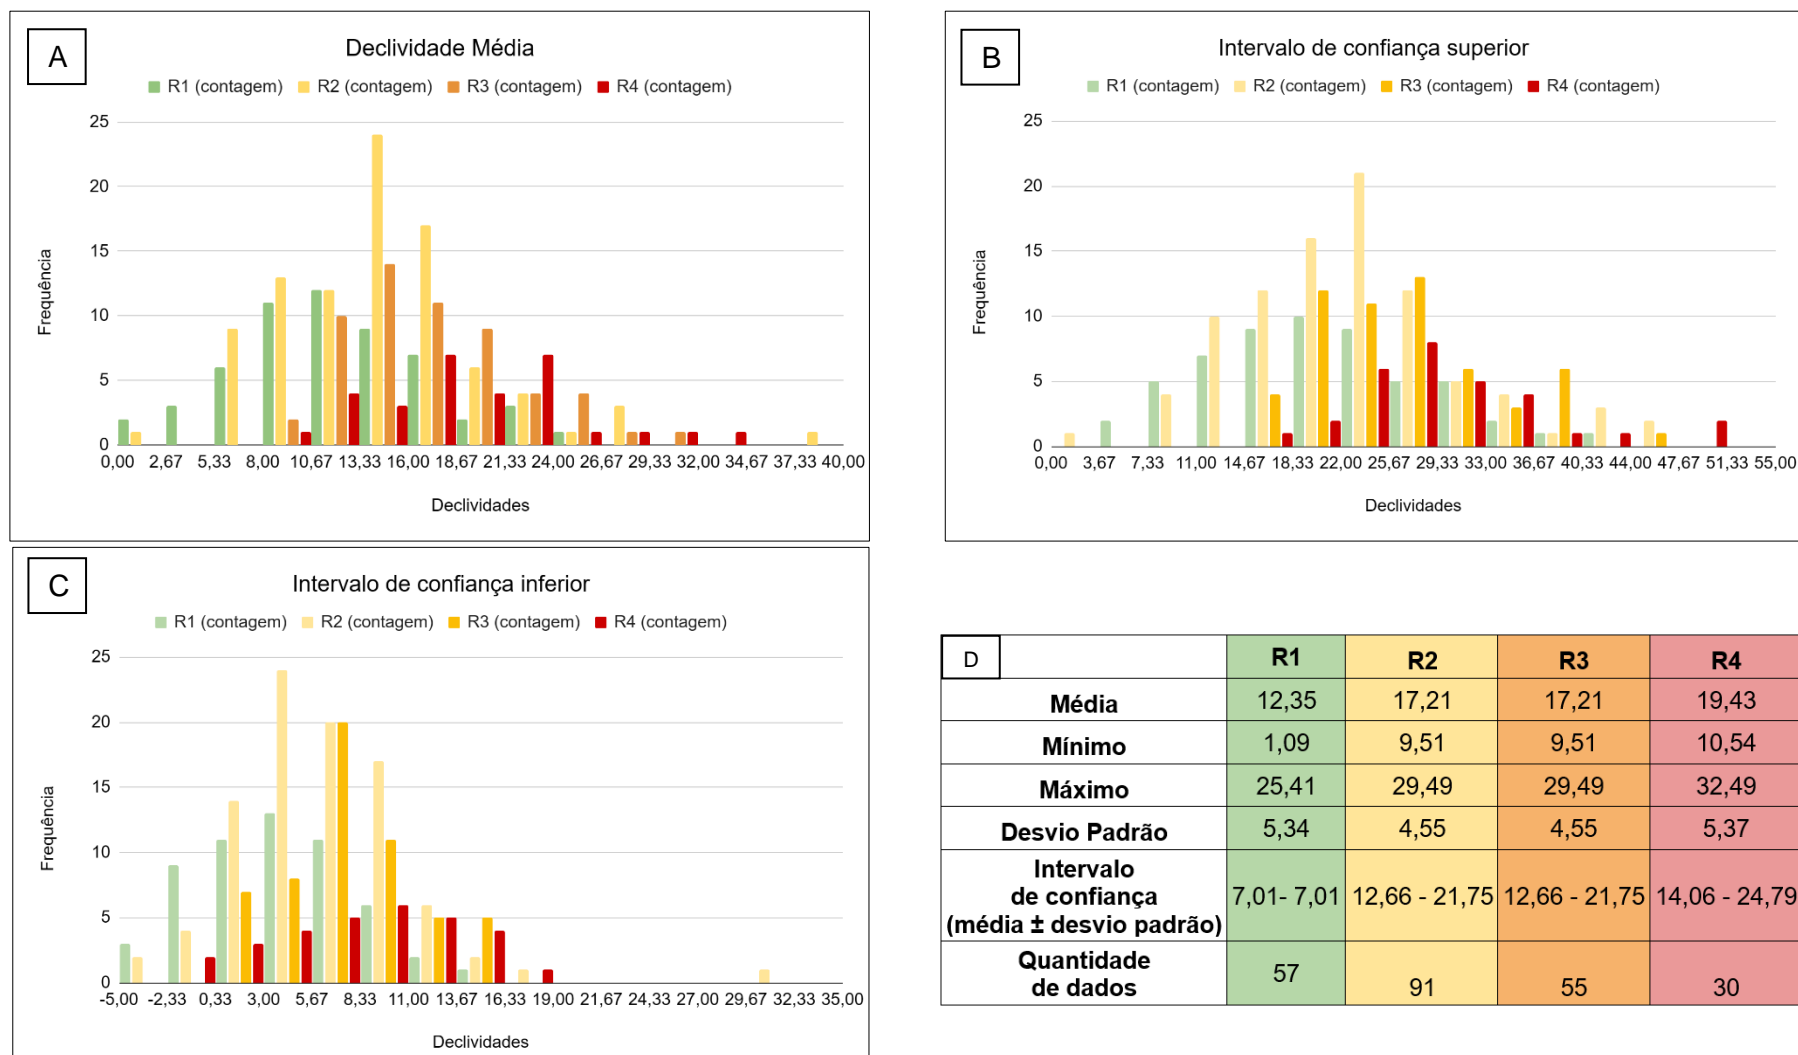 A
Declividade Média
R1 (contagem) R2 (contagem) R3 (contagem) R4 (contagem)
25
20
15
10
5
0
Frequência
0,00 2,67 5,33 8,00 10,67 13,33 16,00 18,67 21,33 24,00 26,67 29,33 32,00 34,67 37,33 40,00
Declividades
B
Intervalo de confiança superior
R1 (contagem) R2 (contagem) R3 (contagem) R4 (contagem)
25
20
15
10
5
0
Frequência
0,00 3,67 7,33 11,00 14,67 18,33 22,00 25,67 29,33 33,00 36,67 40,33 44,00 47,67 51,33 55,00
Declividades
C
Intervalo de confiança inferior
R1 (contagem) R2 (contagem) R3 (contagem) R4 (contagem)
25
20
15
10
5
0
Frequência
-5,00 -2,33 0,33 3,00 5,67 8,33 11,00 13,67 16,33 19,00 21,67 24,33 27,00 29,67 32,33 35,00
Declividades
D R1 R2 R3 R4
Média 12,35 17,21 17,21 19,43
Mínimo 1,09 9,51 9,51 10,54
Máximo 25,41 29,49 29,49 32,49
Desvio Padrão 5,34 4,55 4,55 5,37
Intervalo
de confiança
(média ± desvio padrão) 7,01- 7,01 12,66 - 21,75 12,66 - 21,75 14,06 - 24,79
Quantidade
de dados 57 91 55 30